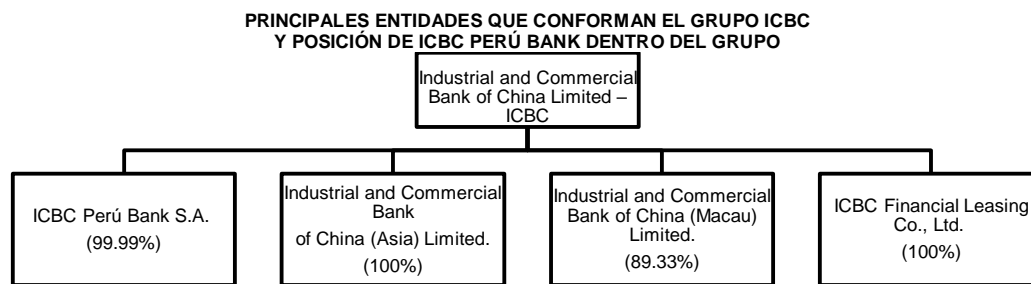 PRINCIPALES ENTIDADES QUE CONFORMAN EL GRUPO ICBC
Y POSICIÓN DE ICBC PERÚ BANK DENTRO DEL GRUPO
Industrial and Commercial
Bank of China Limited –
ICBC
ICBC Perú Bank S.A.
(99.99%)
Industrial and Commercial
Bank
of China (Asia) Limited.
(100%)
Industrial and Commercial
Bank of China (Macau)
Limited.
(89.33%)
ICBC Financial Leasing
Co., Ltd.
(100%)